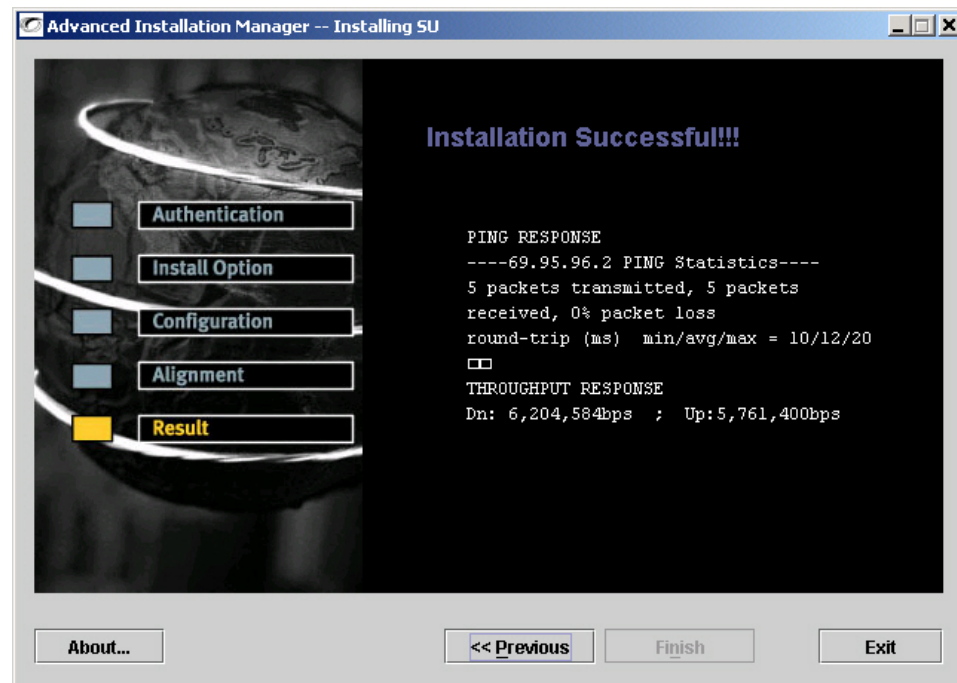 Advanced Installation Manager -- Installing SU
Authentication
Install Option
Configuration
Alignment
Result
Installation Successful!!!
PING RESPONSE
----69.95.96.2 PING Statistics----
5 packets transmitted, 5 packets
received, 0% packet loss
round-trip (ms)  min/avg/max = 10/12/20
THROUGHPUT RESPONSE
Dn: 6,204,584bps  ;  Up:5,761,400bps
About...
<< Previous
Finish
Exit